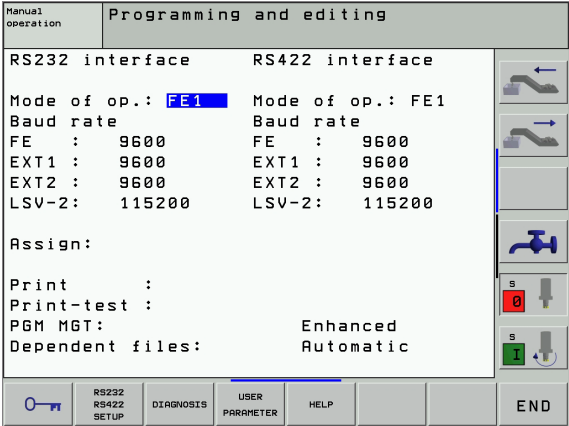 Manual operation
Programming and editing
RS232 interface RS422 interface
Mode of op.: FE1 Mode of op.: FE1
Baud rate Baud rate
FE : 9600 FE : 9600
EXT1 : 9600 EXT1 : 9600
EXT2 : 9600 EXT2 : 9600
LSV-2: 115200 LSV-2: 115200
Assign:
Print :
Print-test :
PGM MGT: Enhanced
Dependent files: Automatic
S
0
S
I
RS232 RS422 SETUP
DIAGNOSIS
USER PARAMETER
HELP
END